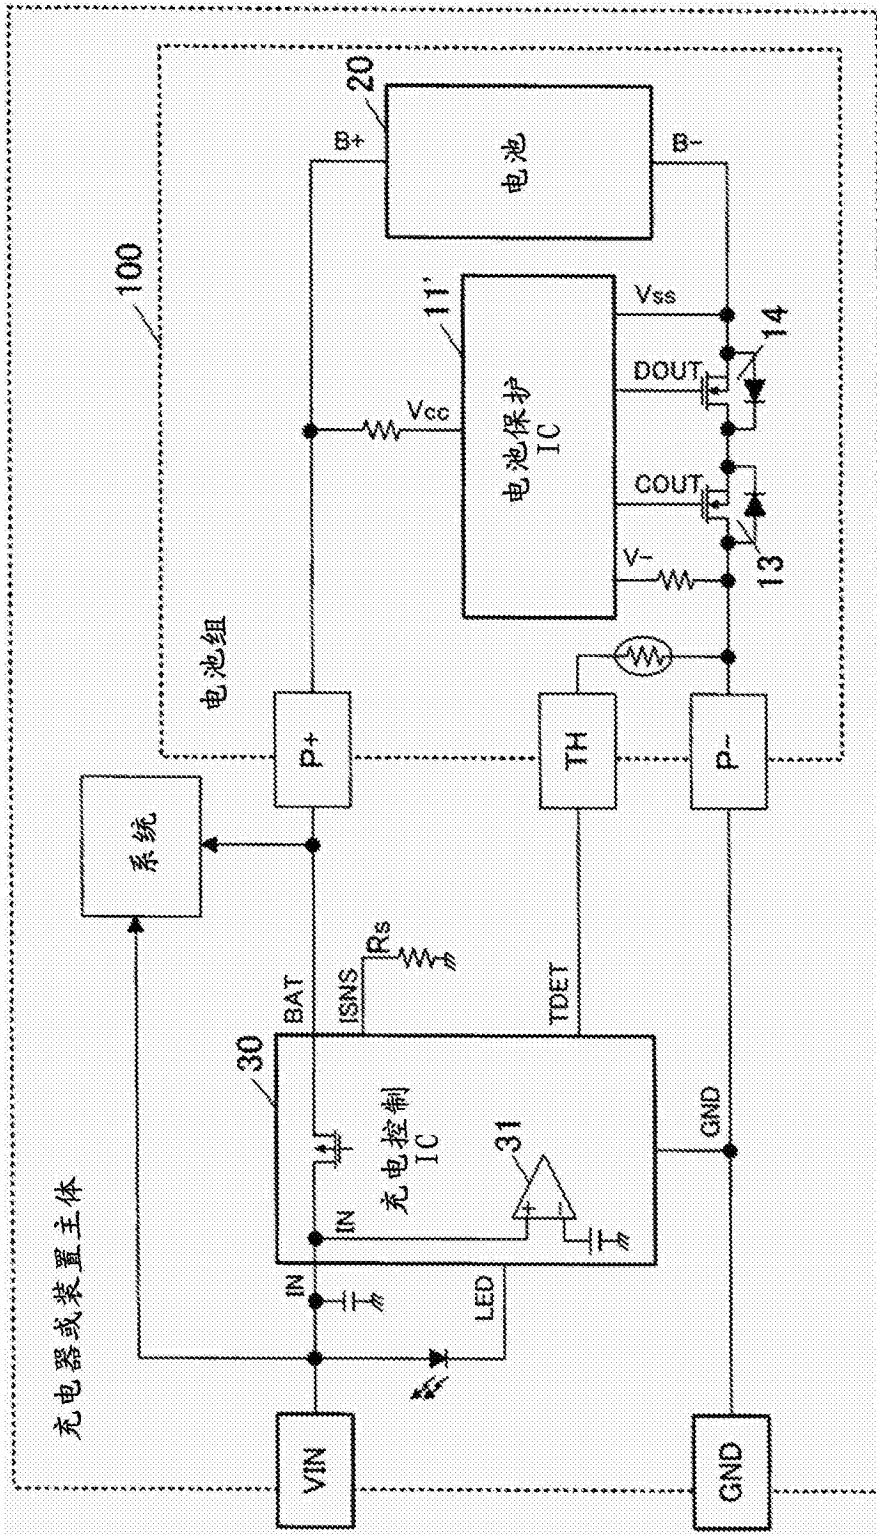 充电器或装置主体
系统
电池组
100
VIN
IN
IN
LED
30
充电控制
IC
31
BAT
ISNS
Rs
TDET
GND
GND
P+
TH
P-
Vcc
11'
电池保护
IC
V-
COUT
DOUT
Vss
13
14
B+
20
电池
B-
+
-